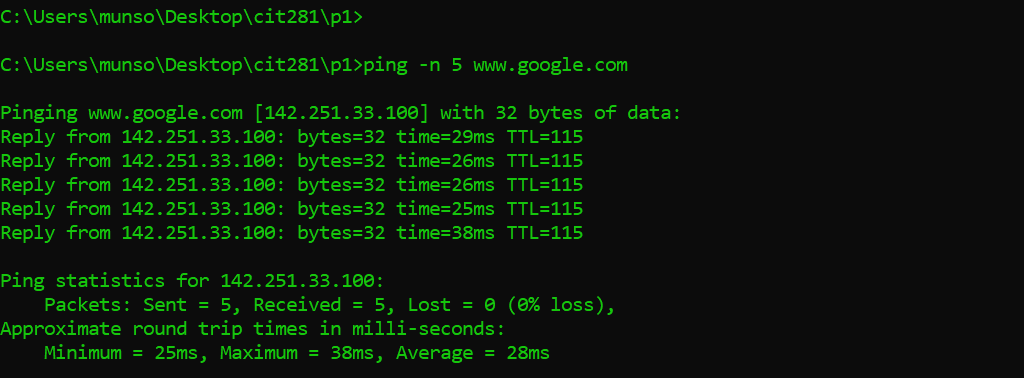 C:\Users\munso\Desktop\cit281\p1>
C:\Users\munso\Desktop\cit281\p1>ping -n 5 www.google.com
Pinging www.google.com [142.251.33.100] with 32 bytes of data:
Reply from 142.251.33.100: bytes=32 time=29ms TTL=115
Reply from 142.251.33.100: bytes=32 time=26ms TTL=115
Reply from 142.251.33.100: bytes=32 time=26ms TTL=115
Reply from 142.251.33.100: bytes=32 time=25ms TTL=115
Reply from 142.251.33.100: bytes=32 time=38ms TTL=115
Ping statistics for 142.251.33.100:
    Packets: Sent = 5, Received = 5, Lost = 0 (0% loss),
Approximate round trip times in milli-seconds:
    Minimum = 25ms, Maximum = 38ms, Average = 28ms